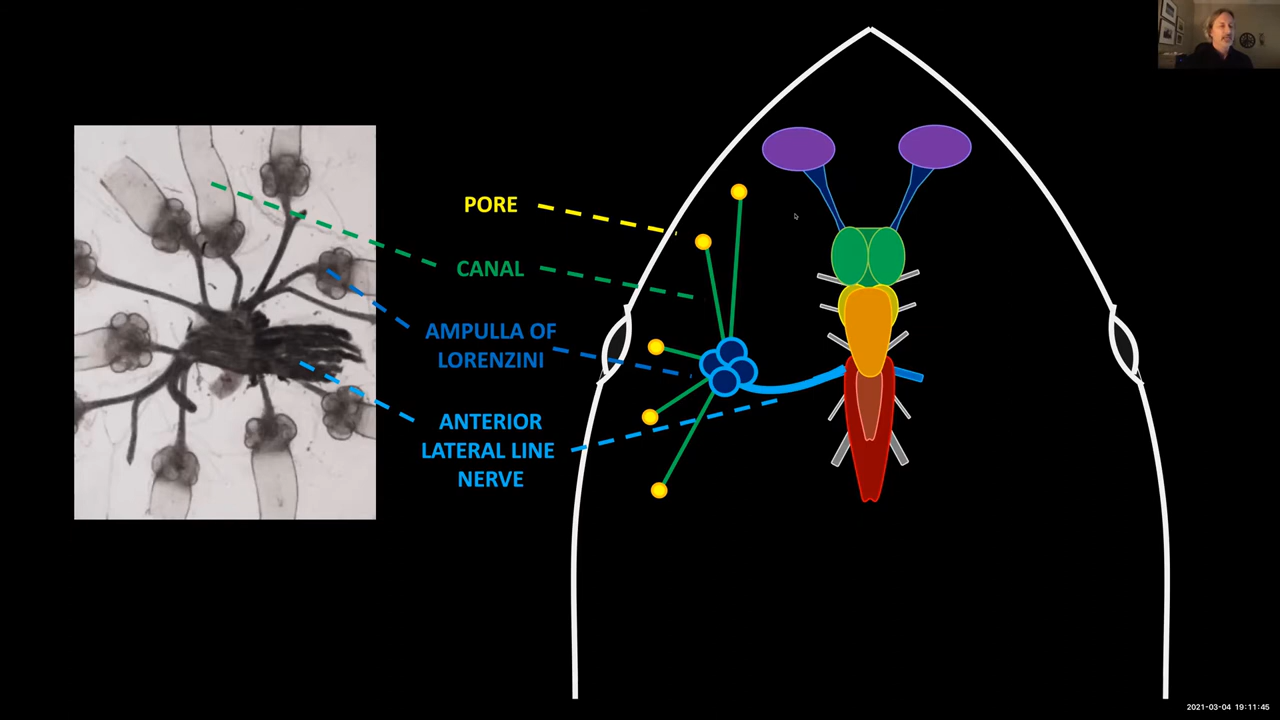 PORE
CANAL
AMPULLA OF
LORENZINI
ANTERIOR
LATERAL LINE
NERVE
2021-03-04 19:11:45